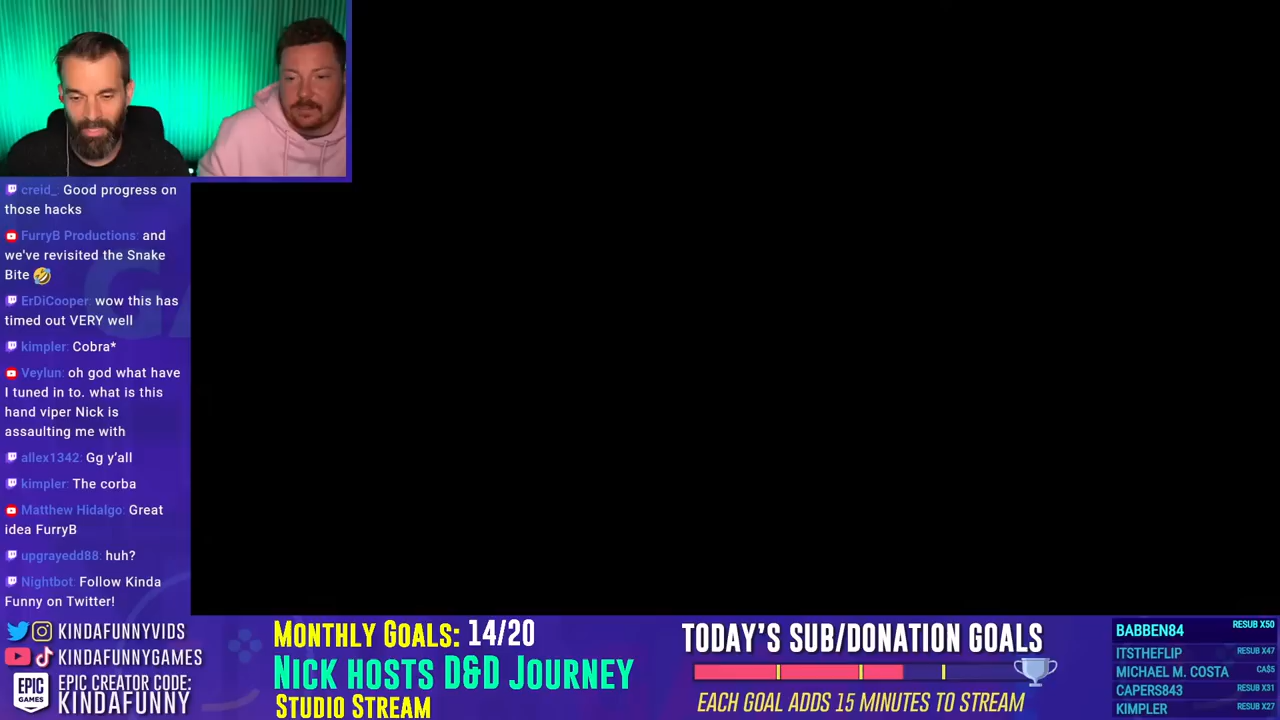 creid_: Good progress on
those hacks
FurryB Productions: and
we've revisited the Snake
Bite 🤣
ErDiCooper: wow this has
timed out VERY well
kimpler: Cobra*
Veylun: oh god what have
I tuned in to. what is this
hand viper Nick is
assaulting me with
allex1342: Gg y'all
kimpler: The corba
Matthew Hidalgo: Great
idea FurryB
upgrayedd88: huh?
Nightbot: Follow Kinda
Funny on Twitter!
KINDAFUNNYVIDS
KINDAFUNNYGAMES
EPIC GAMES
EPIC CREATOR CODE:
KINDAFUNNY
MONTHLY GOALS: 14/20
NICK HOSTS D&D JOURNEY
STUDIO STREAM
TODAY'S SUB/DONATION GOALS
EACH GOAL ADDS 15 MINUTES TO STREAM
BABBEN84 RESUB X50
ITSTHEFLIP RESUB X47
MICHAEL M. COSTA CA$5
CAPERS843 RESUB X31
KIMPLER RESUB X27